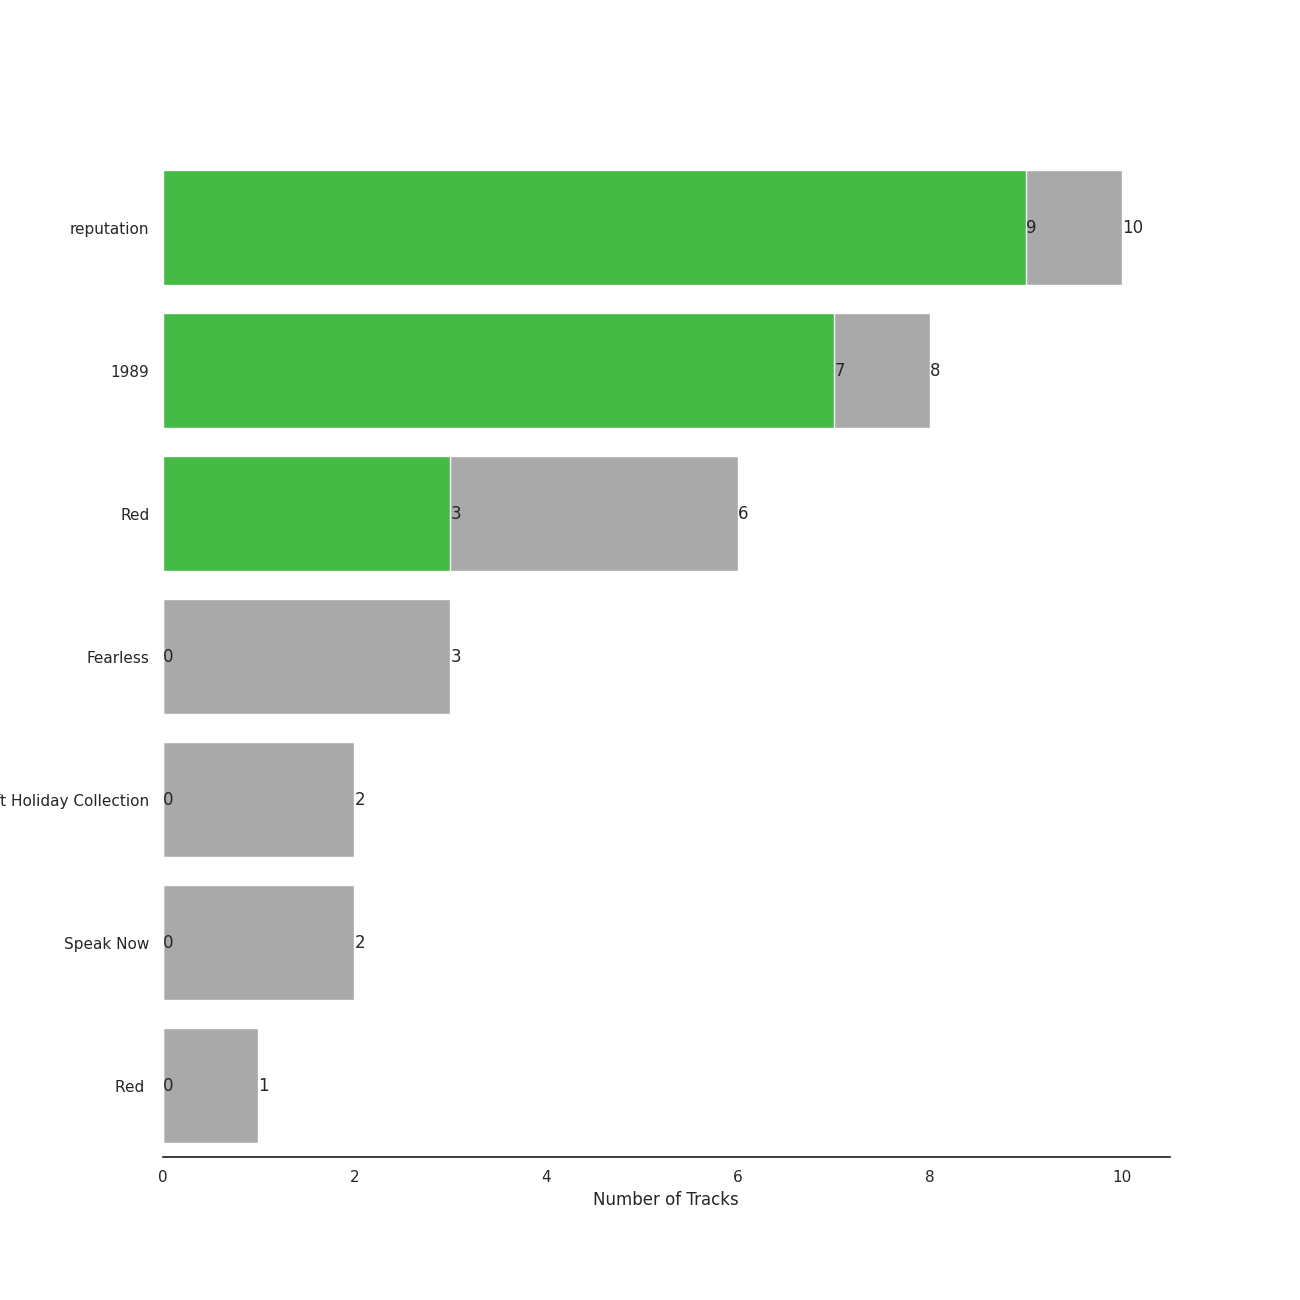 reputation 9 10
1989 7 8
Red 3 6
Fearless 0 3
Holiday Collection 0 2
Speak Now 0 2
Red 0 1
0 2 4 6 8 10
Number of Tracks